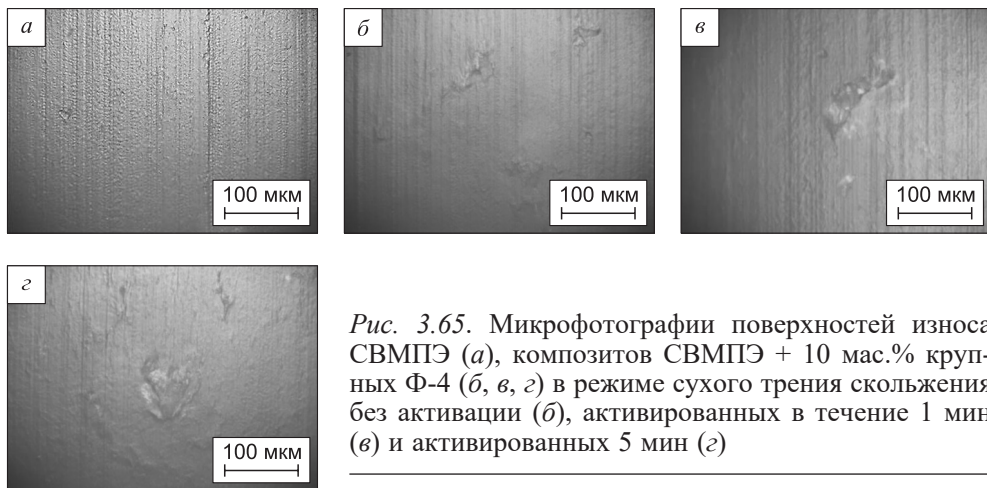 а
б
в
100 мкм
100 мкм
100 мкм
г
100 мкм
Рис. 3.65. Микрофотографии поверхностей износа
СВМПЭ (а), композитов СВМПЭ + 10 мас.% круп-
ных Ф-4 (б, в, г) в режиме сухого трения скольжения
без активации (б), активированных в течение 1 мин
(в) и активированных 5 мин (г)